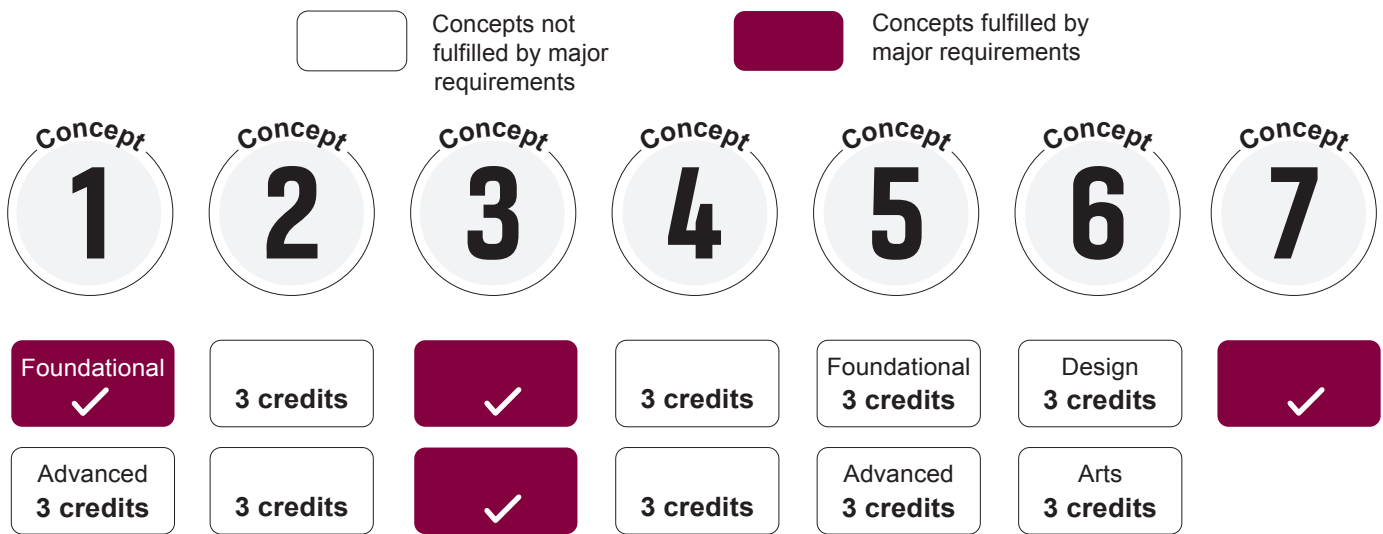 Concepts not
fulfilled by major
requirements
Concepts fulfilled by
major requirements
Concept
1
Concept
2
Concept
3
Concept
4
Concept
5
Concept
6
Concept
7
Foundational
3 credits
3 credits
Foundational
3 credits
Design
3 credits
Advanced
3 credits
3 credits
3 credits
Advanced
3 credits
Arts
3 credits